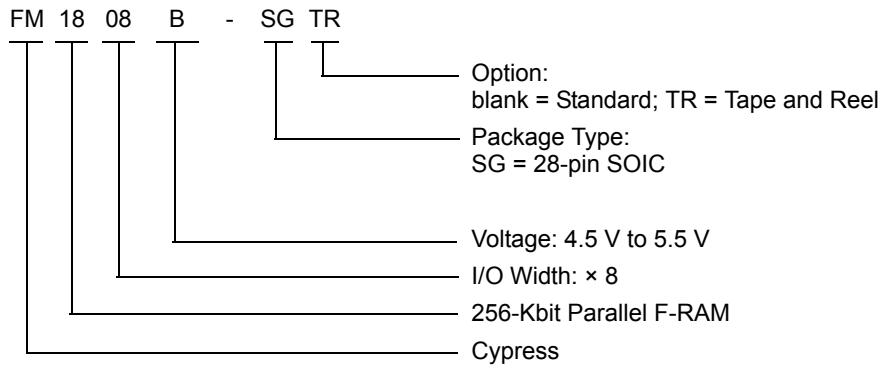 FM 18 08 B - SG TR
Option:
blank = Standard; TR = Tape and Reel
Package Type:
SG = 28-pin SOIC
Voltage: 4.5 V to 5.5 V
I/O Width: × 8
256-Kbit Parallel F-RAM
Cypress